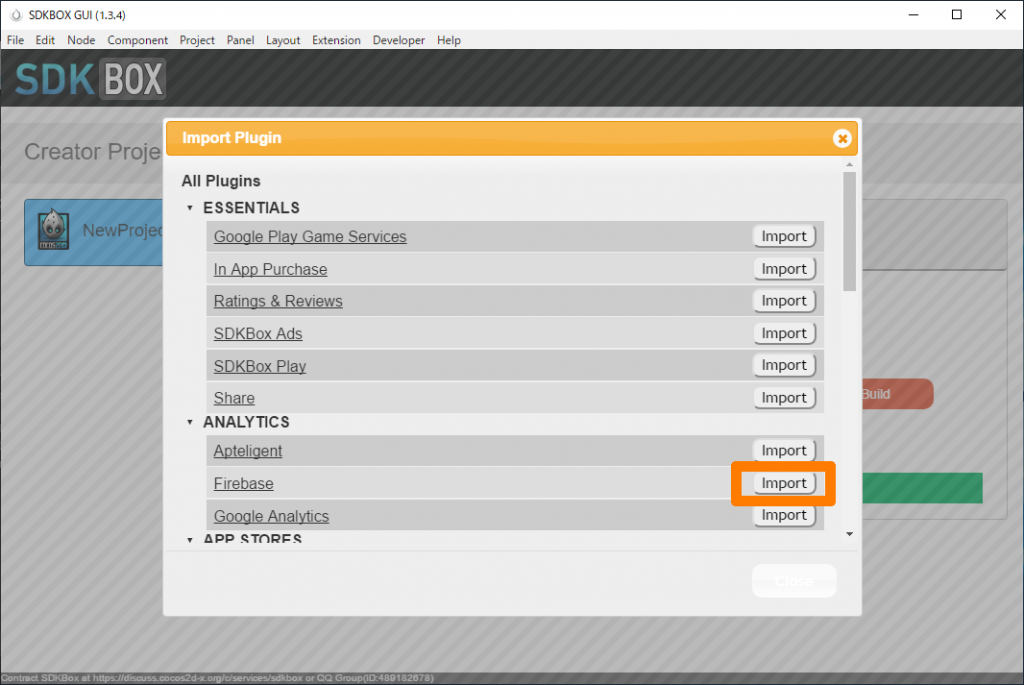 SDKBOX GUI (1.3.4)
File Edit Node Component Project Panel Layout Extension Developer Help
SDKBOX
Creator Proje
Import Plugin
All Plugins
ESSENTIALS
NewProjec
Google Play Game Services Import
In App Purchase Import
Ratings & Reviews Import
SDKBox Ads Import
SDKBox Play Import
Share Import
Build
ANALYTICS
Apteligent Import
Firebase Import
Google Analytics Import
APP STORES
Close
Contract SDKBox at https://discuss.cocos2d-x.org/c/services/sdkbox or QQ Group(ID:489182678)